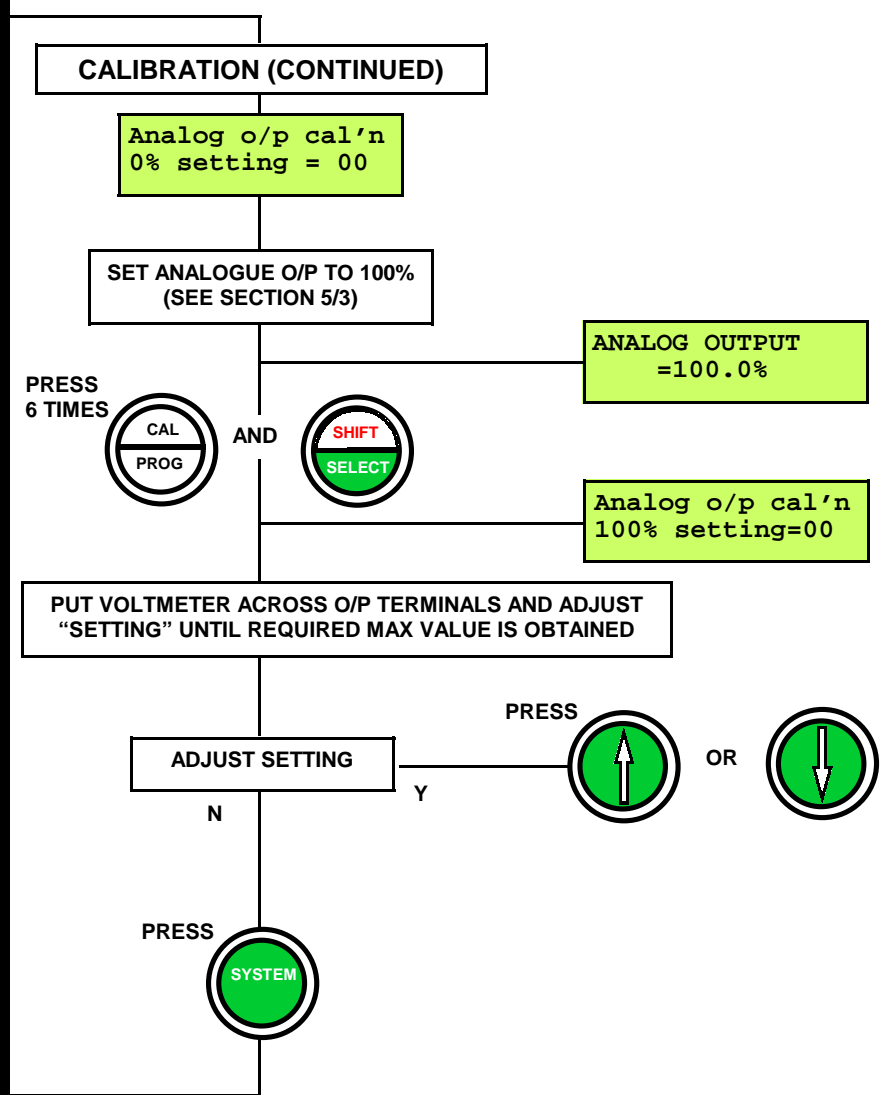 CALIBRATION (CONTINUED)
Analog o/p cal’n
0% setting = 00
SET ANALOGUE O/P TO 100%
(SEE SECTION 5/3)
ANALOG OUTPUT
=100.0%
PRESS
6 TIMES
CAL
PROG
AND
SHIFT
SELECT
Analog o/p cal’n
100% setting=00
PUT VOLTMETER ACROSS O/P TERMINALS AND ADJUST
“SETTING” UNTIL REQUIRED MAX VALUE IS OBTAINED
PRESS
OR
ADJUST SETTING
Y
N
PRESS
SYSTEM